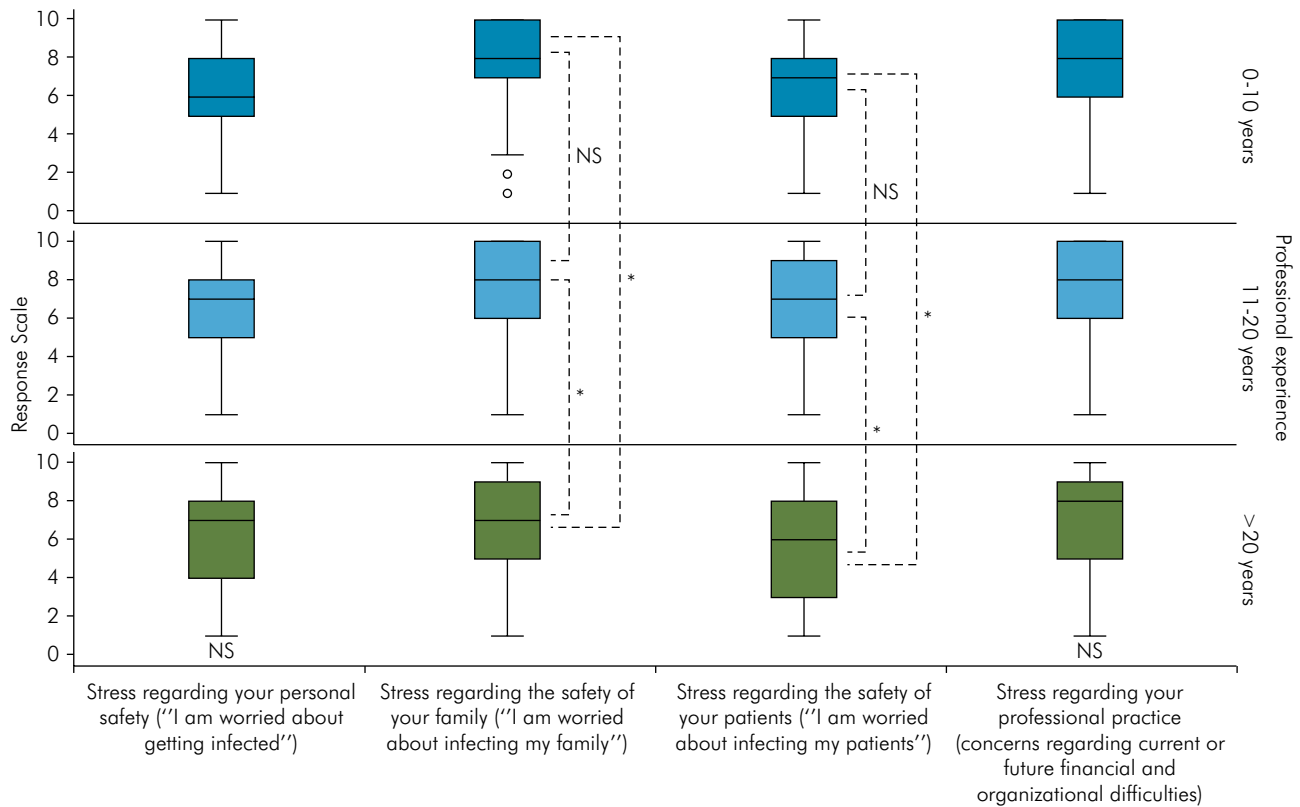 10
8
6
4
2
0
NS
NS
0-10 years
10
8
6
4
2
0
*
*
*
*
11-20 years
10
8
6
4
2
0
NS
NS
>20 years
Response Scale
Professional experience
Stress regarding your personal
safety (''I am worried about
getting infected'')
Stress regarding the safety of
your family (''I am worried
about infecting my family'')
Stress regarding the safety of
your patients (''I am worried
about infecting my patients'')
Stress regarding your
professional practice
(concerns regarding current or
future financial and
organizational difficulties)